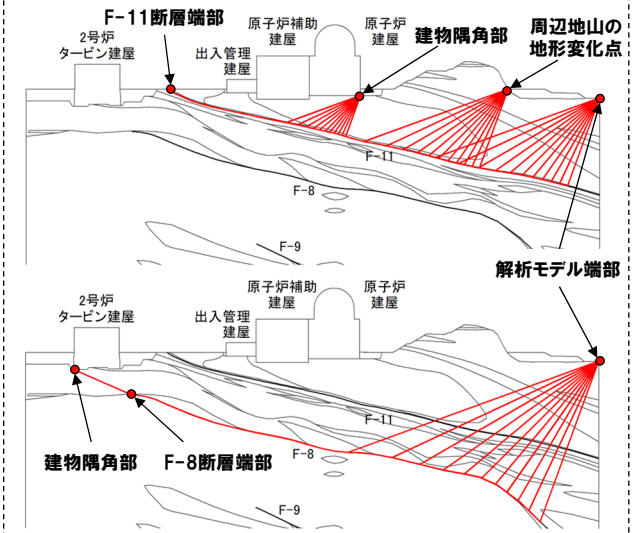 F-11断層端部
2号炉
タービン建屋
出入管理
建屋
原子炉補助
建屋
原子炉
建屋
建物隅角部
周辺地山の
地形変化点
F-11
F-8
F-9
解析モデル端部
2号炉
タービン建屋
出入管理
建屋
原子炉補助
建屋
原子炉
建屋
F-11
建物隅角部
F-8断層端部
F-8
F-9